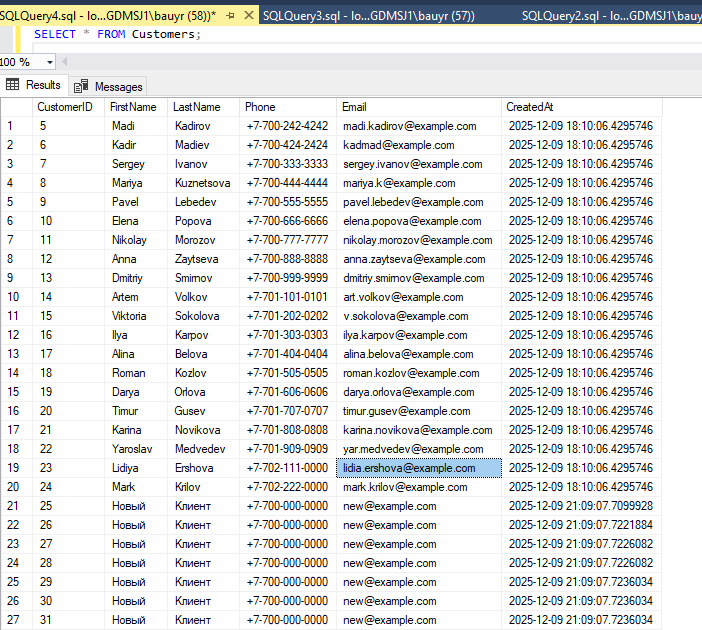 SQLQuery4.sql - lo...GDMSJ1\bauyr (58))* SQLQuery3.sql - lo...GDMSJ1\bauyr (57)) SQLQuery2.sql - lo...GDMSJ1\bauy
SELECT * FROM Customers;
100 %
Results Messages
CustomerID FirstName LastName Phone Email CreatedAt
1 5 Madi Kadirov +7-700-242-4242 madi.kadirov@example.com 2025-12-09 18:10:06.4295746
2 6 Kadir Madiev +7-700-424-2424 kadmad@example.com 2025-12-09 18:10:06.4295746
3 7 Sergey Ivanov +7-700-333-3333 sergey.ivanov@example.com 2025-12-09 18:10:06.4295746
4 8 Mariya Kuznetsova +7-700-444-4444 mariya.k@example.com 2025-12-09 18:10:06.4295746
5 9 Pavel Lebedev +7-700-555-5555 pavel.lebedev@example.com 2025-12-09 18:10:06.4295746
6 10 Elena Popova +7-700-666-6666 elena.popova@example.com 2025-12-09 18:10:06.4295746
7 11 Nikolay Morozov +7-700-777-7777 nikolay.morozov@example.com 2025-12-09 18:10:06.4295746
8 12 Anna Zaytseva +7-700-888-8888 anna.zaytseva@example.com 2025-12-09 18:10:06.4295746
9 13 Dmitriy Smirnov +7-700-999-9999 dmitriy.smirnov@example.com 2025-12-09 18:10:06.4295746
10 14 Artem Volkov +7-701-101-0101 art.volkov@example.com 2025-12-09 18:10:06.4295746
11 15 Viktoria Sokolova +7-701-202-0202 v.sokolova@example.com 2025-12-09 18:10:06.4295746
12 16 Ilya Karpov +7-701-303-0303 ilya.karpov@example.com 2025-12-09 18:10:06.4295746
13 17 Alina Belova +7-701-404-0404 alina.belova@example.com 2025-12-09 18:10:06.4295746
14 18 Roman Kozlov +7-701-505-0505 roman.kozlov@example.com 2025-12-09 18:10:06.4295746
15 19 Darya Orlova +7-701-606-0606 darya.orlova@example.com 2025-12-09 18:10:06.4295746
16 20 Timur Gusev +7-701-707-0707 timur.gusev@example.com 2025-12-09 18:10:06.4295746
17 21 Karina Novikova +7-701-808-0808 karina.novikova@example.com 2025-12-09 18:10:06.4295746
18 22 Yaroslav Medvedev +7-701-909-0909 yar.medvedev@example.com 2025-12-09 18:10:06.4295746
19 23 Lidiya Ershova +7-702-111-0000 lidia.ershova@example.com 2025-12-09 18:10:06.4295746
20 24 Mark Krilov +7-702-222-0000 mark.krilov@example.com 2025-12-09 18:10:06.4295746
21 25 Новый Клиент +7-700-000-0000 new@example.com 2025-12-09 21:09:07.7099928
22 26 Новый Клиент +7-700-000-0000 new@example.com 2025-12-09 21:09:07.7221884
23 27 Новый Клиент +7-700-000-0000 new@example.com 2025-12-09 21:09:07.7226082
24 28 Новый Клиент +7-700-000-0000 new@example.com 2025-12-09 21:09:07.7226082
25 29 Новый Клиент +7-700-000-0000 new@example.com 2025-12-09 21:09:07.7236034
26 30 Новый Клиент +7-700-000-0000 new@example.com 2025-12-09 21:09:07.7236034
27 31 Новый Клиент +7-700-000-0000 new@example.com 2025-12-09 21:09:07.7236034